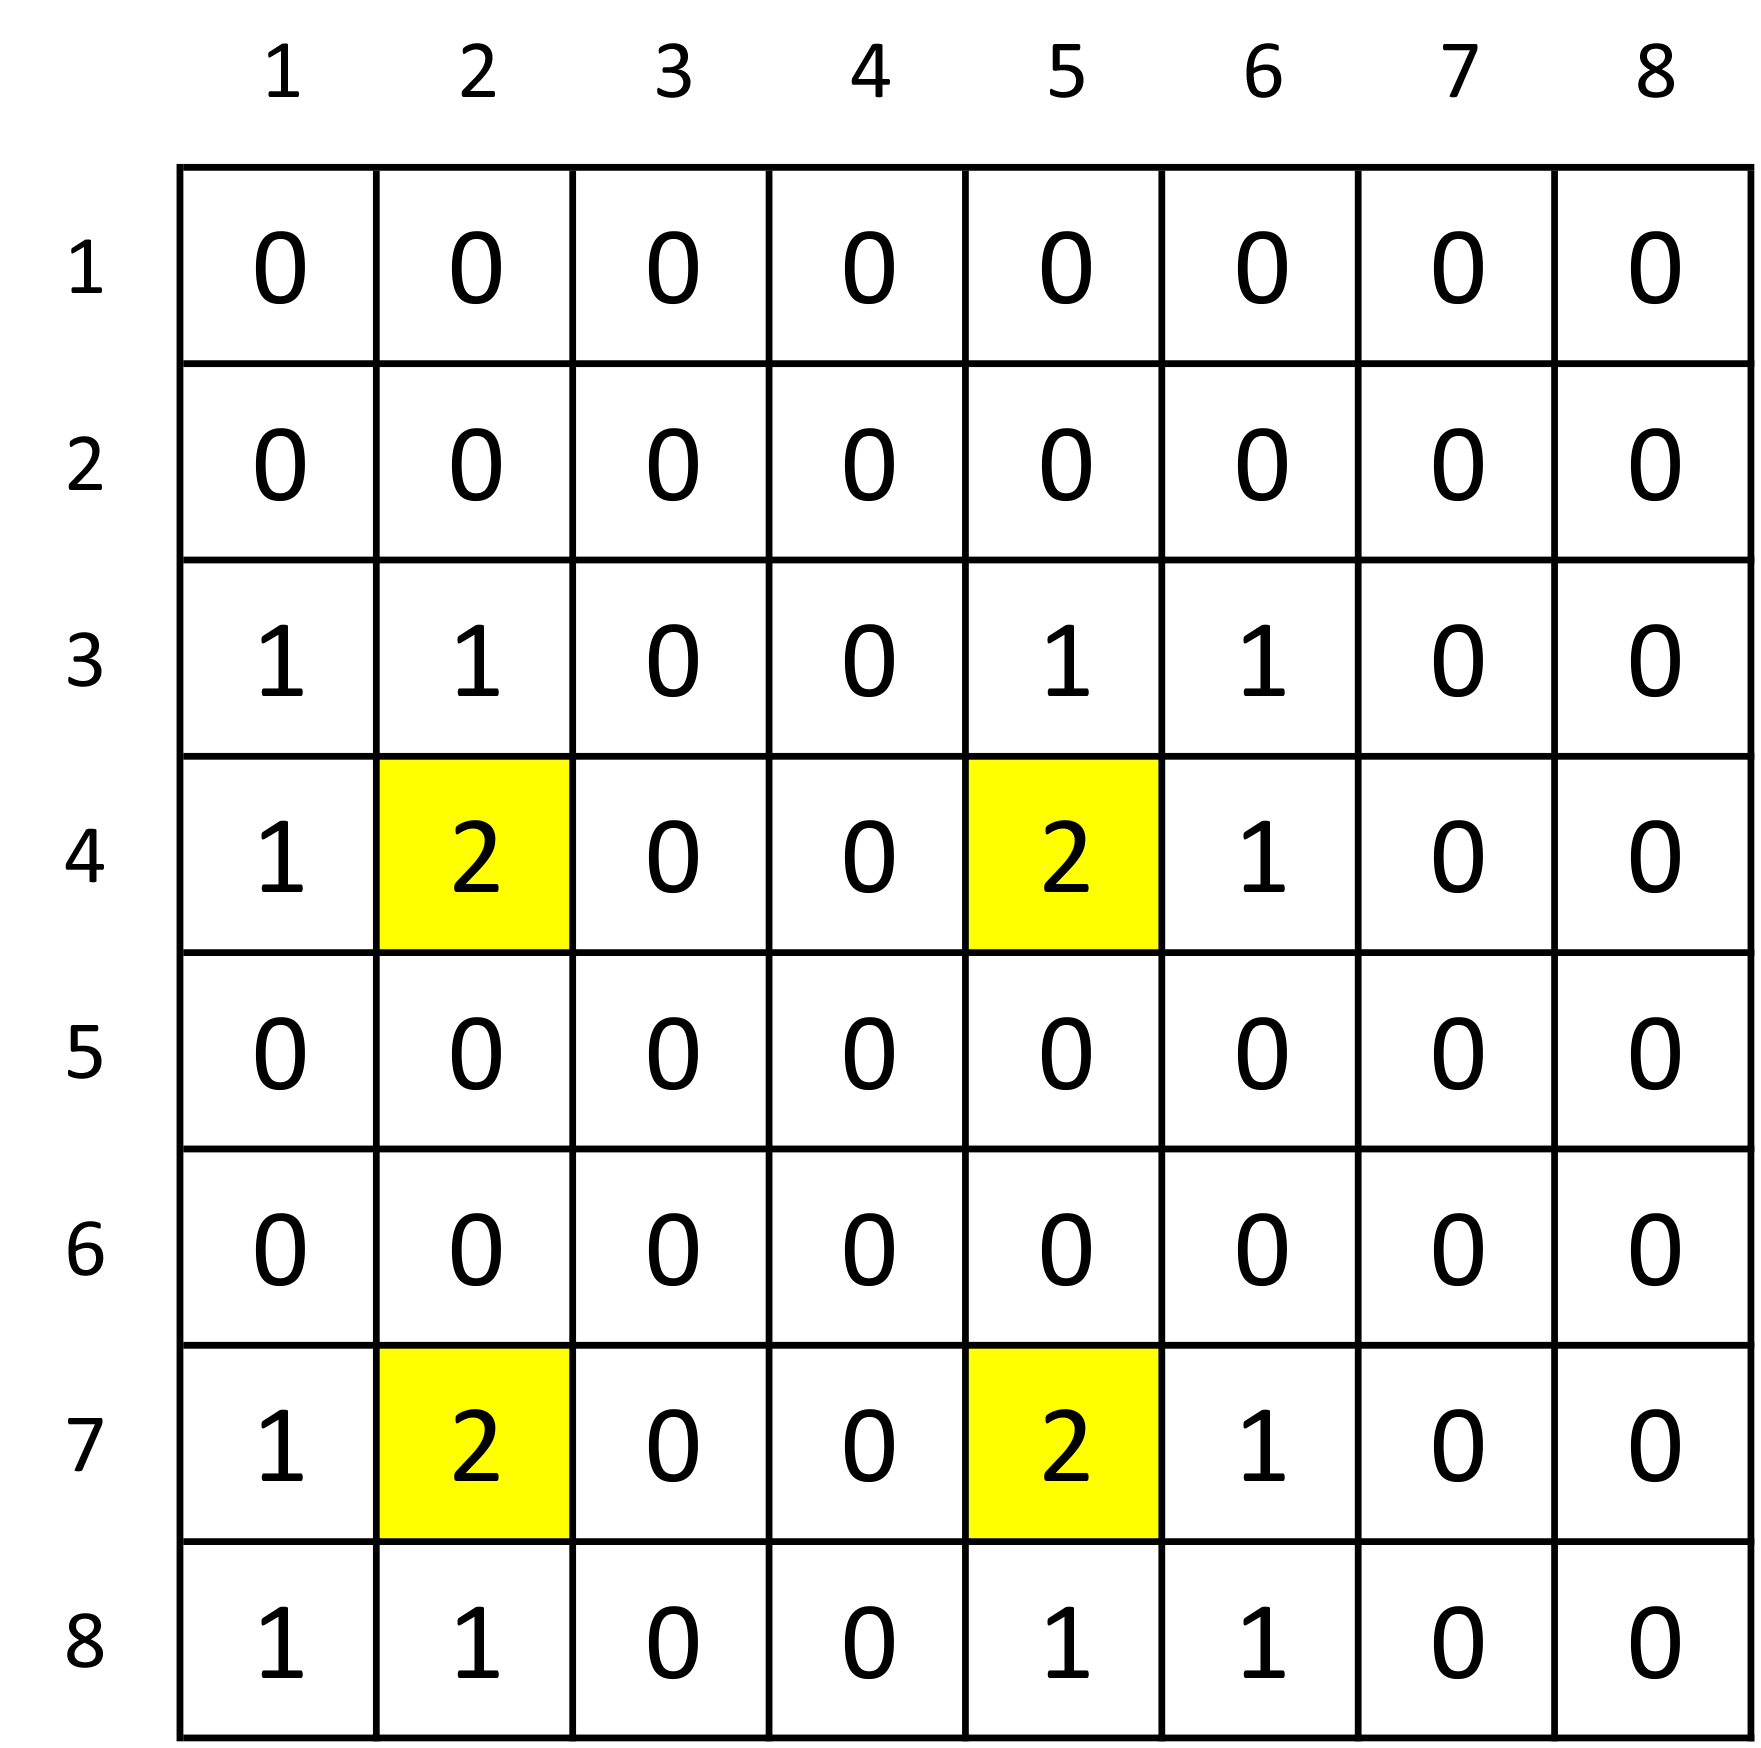 1 2 3 4 5 6 7 8
1 0 0 0 0 0 0 0 0
2 0 0 0 0 0 0 0 0
3 1 1 0 0 1 1 0 0
4 1 2 0 0 2 1 0 0
5 0 0 0 0 0 0 0 0
6 0 0 0 0 0 0 0 0
7 1 2 0 0 2 1 0 0
8 1 1 0 0 1 1 0 0